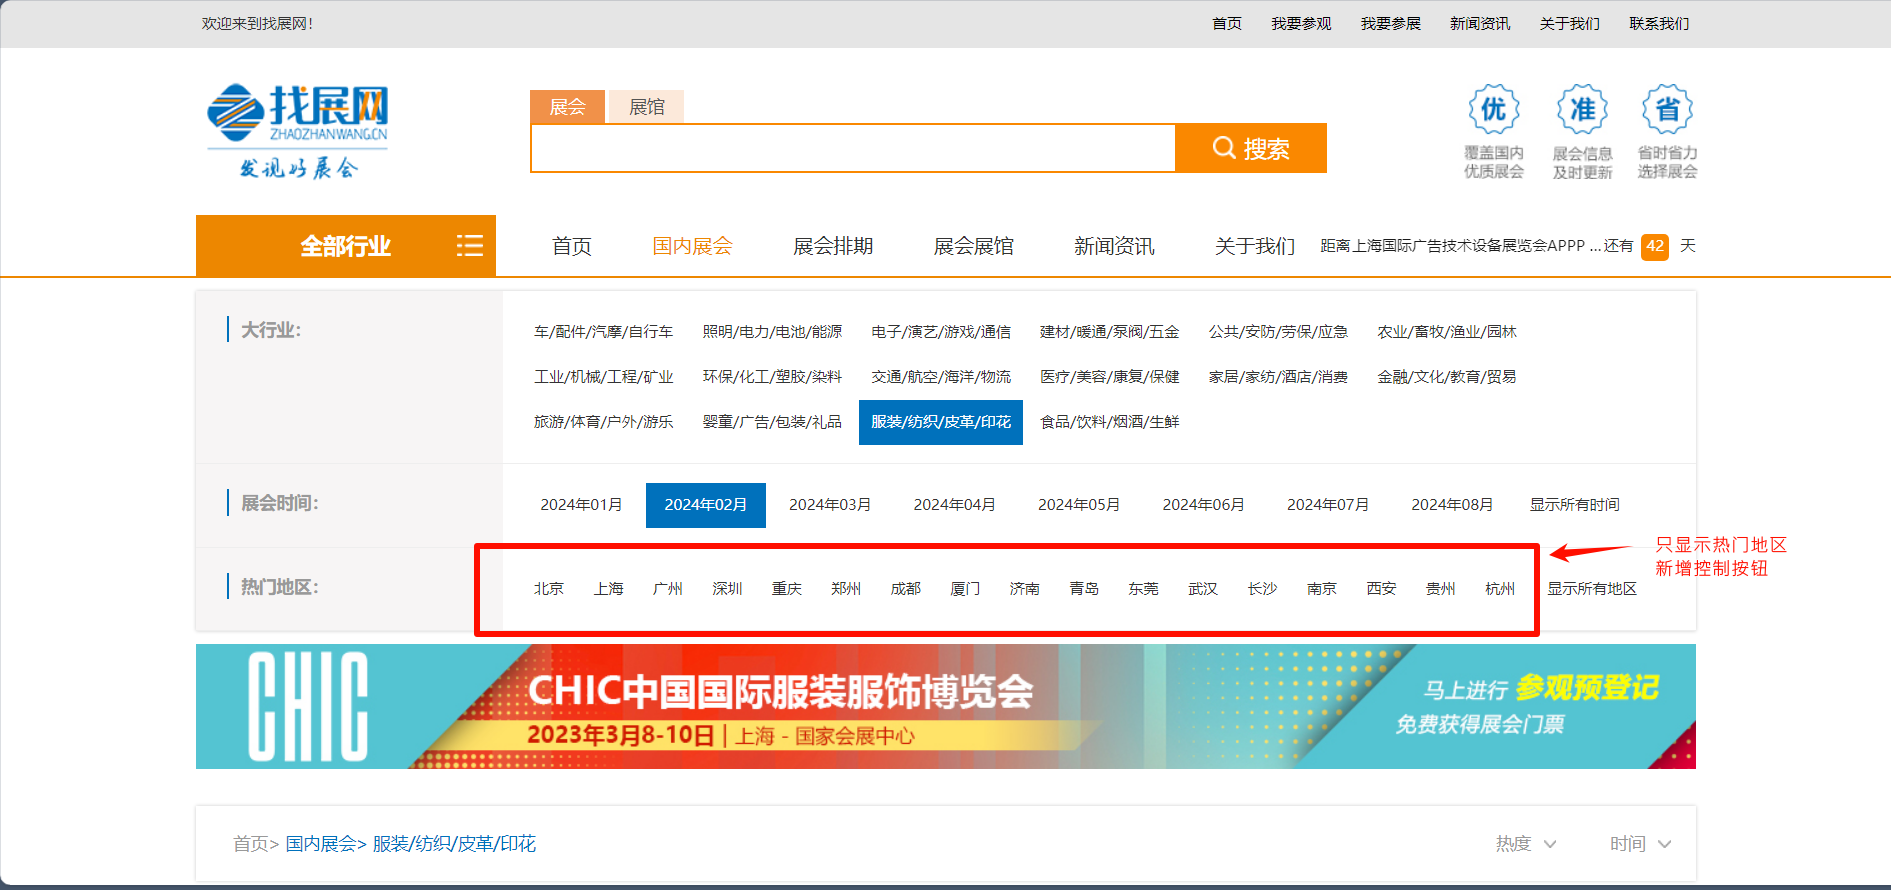 欢迎来到找展网！
首页 我要参观 我要参展 新闻资讯 关于我们 联系我们
找展网
ZHAOZHANWANG.CN
发现好展会
展会 展馆
搜索
优 准 省
覆盖国内 展会信息 省时省力
优质展会 及时更新 选择展会
全部行业
首页 国内展会 展会排期 展会展馆 新闻资讯 关于我们 距离上海国际广告技术设备展览会APPP ...还有 42 天
大行业：
车/配件/汽摩/自行车 照明/电力/电池/能源 电子/演艺/游戏/通信 建材/暖通/泵阀/五金 公共/安防/劳保/应急 农业/畜牧/渔业/园林
工业/机械/工程/矿业 环保/化工/塑胶/染料 交通/航空/海洋/物流 医疗/美容/康复/保健 家居/家纺/酒店/消费 金融/文化/教育/贸易
旅游/体育/户外/游乐 婴童/广告/包装/礼品 服装/纺织/皮革/印花 食品/饮料/烟酒/生鲜
展会时间：
2024年01月 2024年02月 2024年03月 2024年04月 2024年05月 2024年06月 2024年07月 2024年08月 显示所有时间
只显示热门地区
新增控制按钮
热门地区：
北京 上海 广州 深圳 重庆 郑州 成都 厦门 济南 青岛 东莞 武汉 长沙 南京 西安 贵州 杭州 显示所有地区
CHIC
CHIC中国国际服装服饰博览会
2023年3月8-10日 | 上海 - 国家会展中心
马上进行 参观预登记
免费获得展会门票
首页> 国内展会> 服装/纺织/皮革/印花
热度 时间